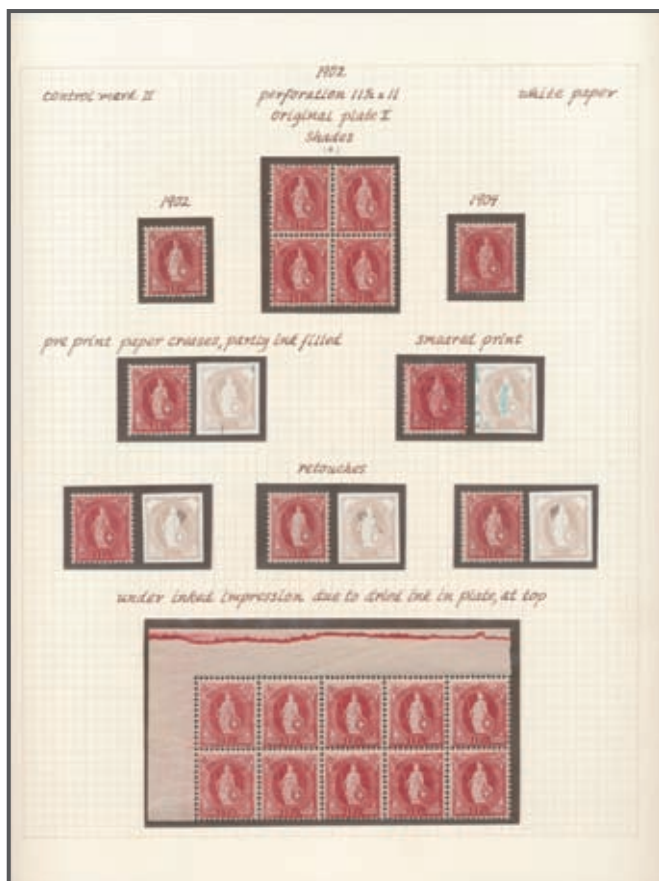 1902
control mark II
perforation 11½ x 11
white paper
original plate I
shades
1902
1904
pre print paper creases, partly ink filled
smeared print
retouches
under inked impression due to dried ink in plate, at top